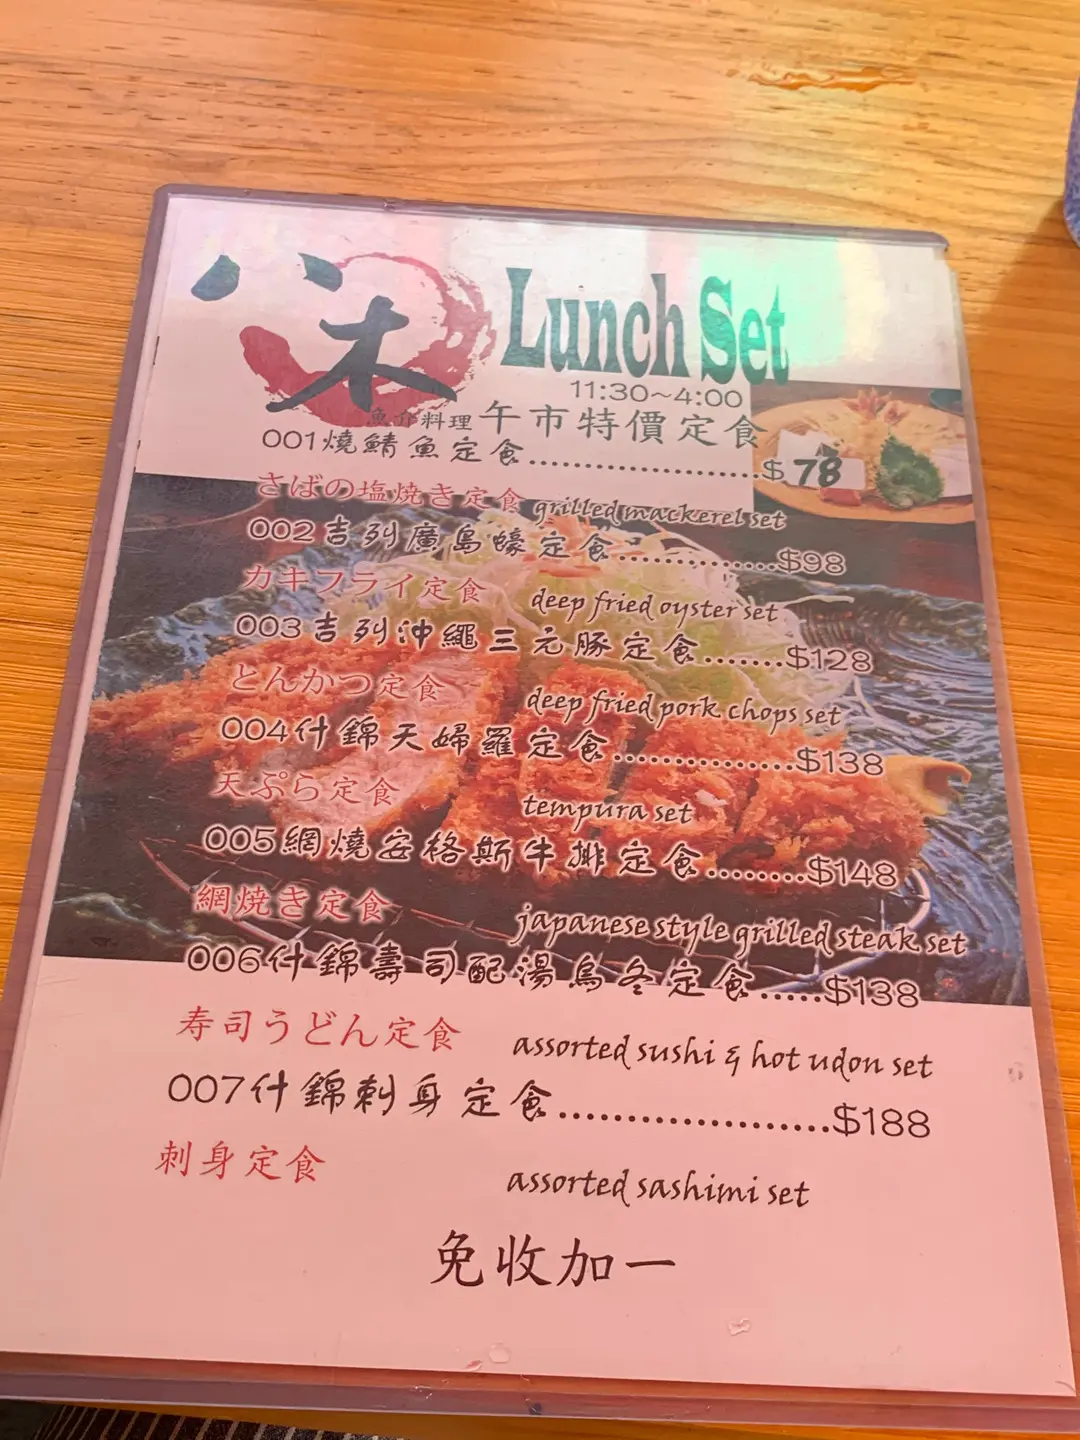 八木
Lunch Set
11:30~4:00
魚介料理 午市特價定食
001燒鯖魚定食......................$78
さばの塩焼き定食 grilled mackerel set
002吉列廣島蠔定食...............$98
カキフライ定食 deep fried oyster set
003吉列沖繩三元豚定食.......$128
とんかつ定食 deep fried pork chops set
004什錦天婦羅定食................$138
天ぷら定食 tempura set
005網燒安格斯牛排定食.........$148
網焼き定食 japanese style grilled steak set
006什錦壽司配湯烏冬定食......$138
寿司うどん定食 assorted sushi & hot udon set
007什錦刺身定食....................$188
刺身定食 assorted sashimi set
免收加一